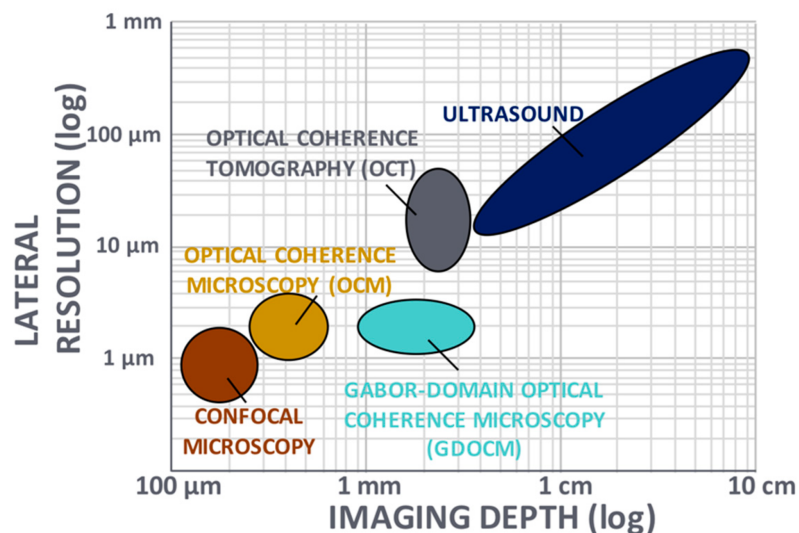 LATERAL
RESOLUTION (log)
1 mm
100 µm
10 µm
1 µm
ULTRASOUND
OPTICAL COHERENCE
TOMOGRAPHY (OCT)
OPTICAL COHERENCE
MICROSCOPY (OCM)
GABOR-DOMAIN OPTICAL
COHERENCE MICROSCOPY
(GDOCM)
CONFOCAL
MICROSCOPY
100 µm
1 mm
1 cm
10 cm
IMAGING DEPTH (log)